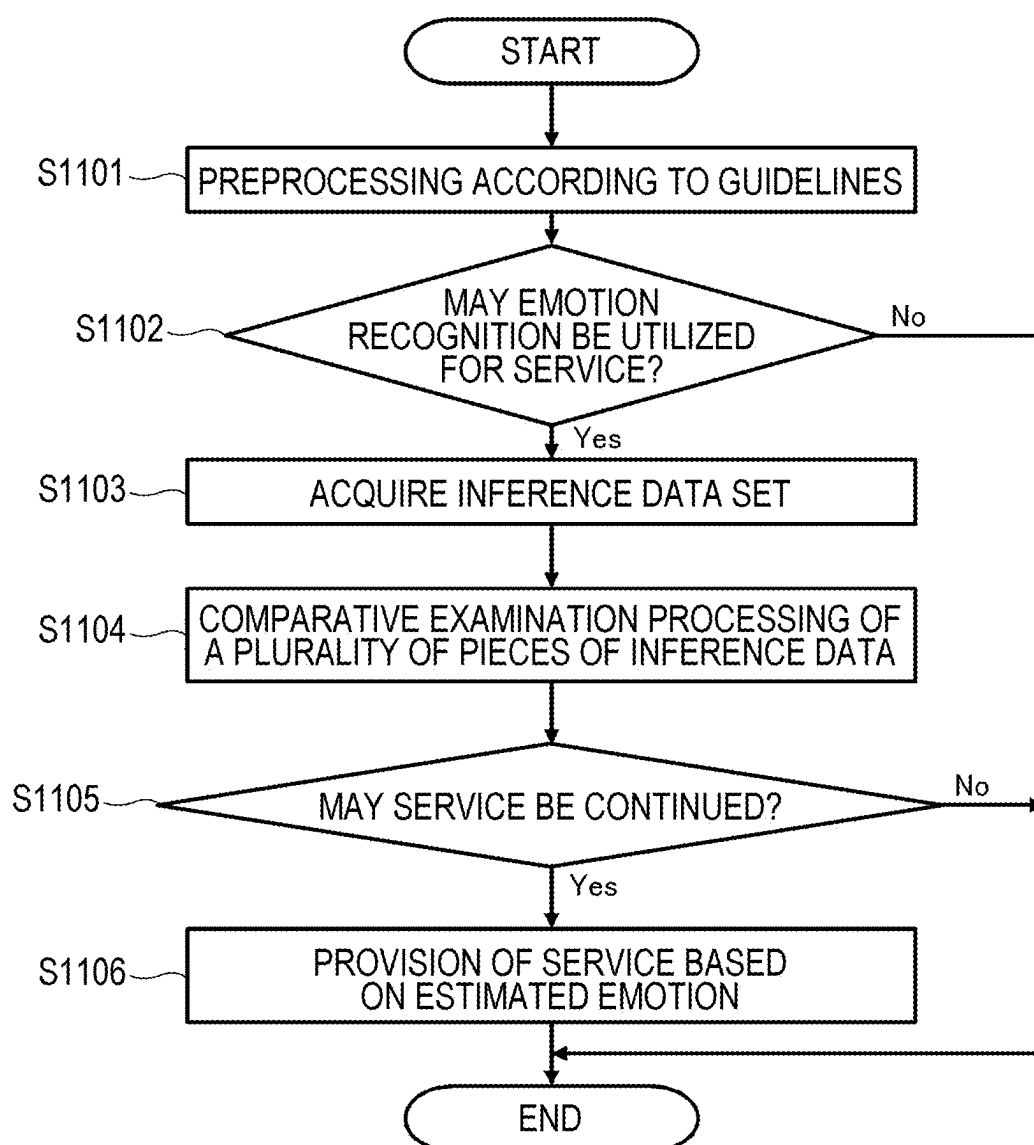 START
S1101
PREPROCESSING ACCORDING TO GUIDELINES
S1102
MAY EMOTION
RECOGNITION BE UTILIZED
FOR SERVICE?
No
Yes
S1103
ACQUIRE INFERENCE DATA SET
S1104
COMPARATIVE EXAMINATION PROCESSING OF
A PLURALITY OF PIECES OF INFERENCE DATA
S1105
MAY SERVICE BE CONTINUED?
No
Yes
S1106
PROVISION OF SERVICE BASED
ON ESTIMATED EMOTION
END